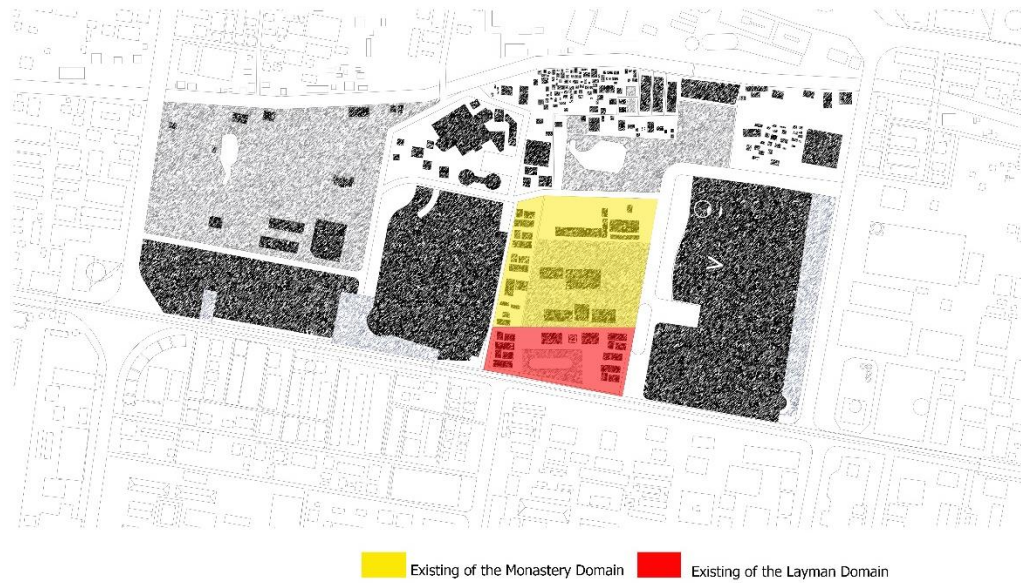 Existing of the Monastery Domain
Existing of the Layman Domain